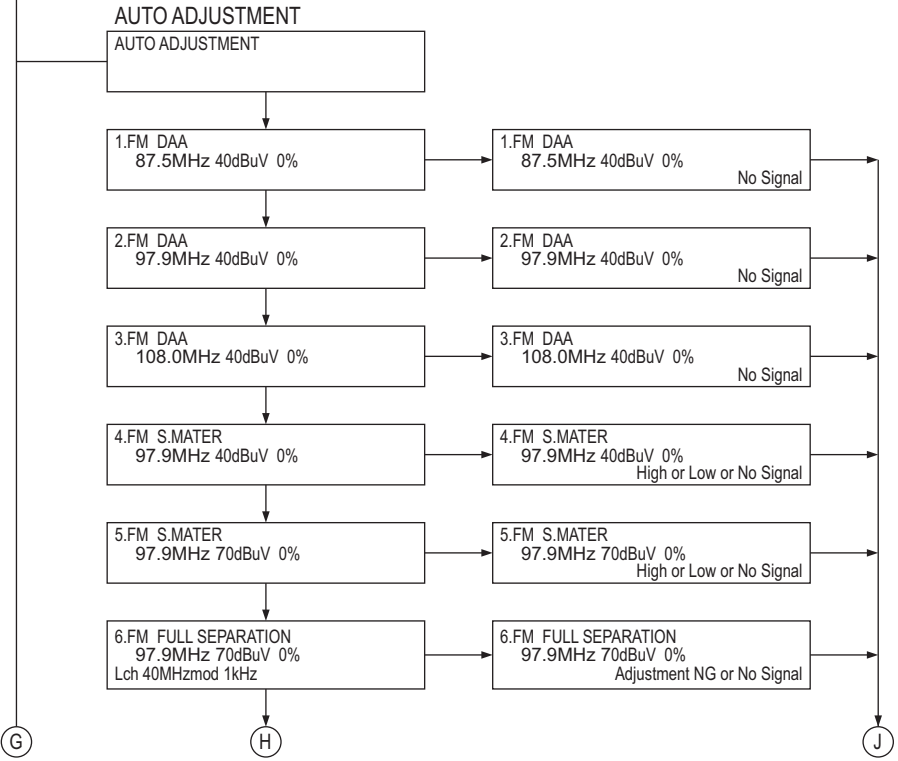 AUTO ADJUSTMENT
AUTO ADJUSTMENT
1.FM DAA
87.5MHz 40dBuV 0%
1.FM DAA
87.5MHz 40dBuV 0%
No Signal
2.FM DAA
97.9MHz 40dBuV 0%
2.FM DAA
97.9MHz 40dBuV 0%
No Signal
3.FM DAA
108.0MHz 40dBuV 0%
3.FM DAA
108.0MHz 40dBuV 0%
No Signal
4.FM S.MATER
97.9MHz 40dBuV 0%
4.FM S.MATER
97.9MHz 40dBuV 0%
High or Low or No Signal
5.FM S.MATER
97.9MHz 70dBuV 0%
5.FM S.MATER
97.9MHz 70dBuV 0%
High or Low or No Signal
6.FM FULL SEPARATION
97.9MHz 70dBuV 0%
Lch 40MHzmod 1kHz
6.FM FULL SEPARATION
97.9MHz 70dBuV 0%
Adjustment NG or No Signal
G
H
J